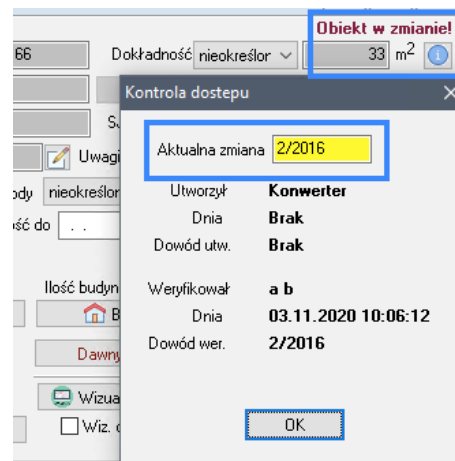 Obiekt w zmianie!
66 Dokładność nieokreślor 33 m²
Kontrola dostępu
Uwagi
Aktualna zmiana 2/2016
nieokreślor
Utworzył Konwerter
Dnia Brak
ść do . .
Dowód utw. Brak
Ilość budyn
Weryfikował a b
B
Dnia 03.11.2020 10:06:12
Dawny
Dowód wer. 2/2016
Wizua
Wiz.
OK